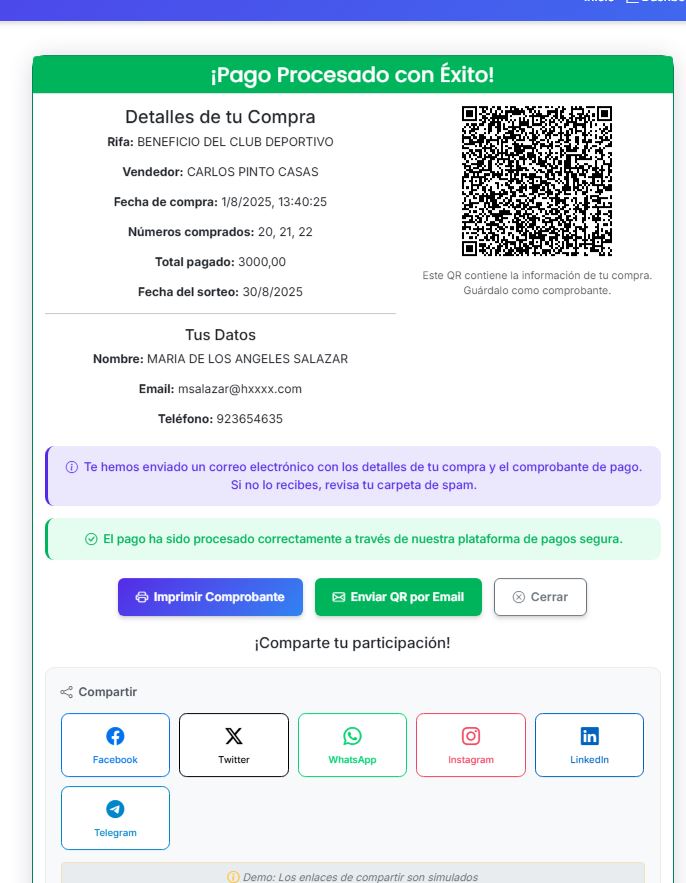 ¡Pago Procesado con Éxito!
Detalles de tu Compra
Rifa: BENEFICIO DEL CLUB DEPORTIVO
Vendedor: CARLOS PINTO CASAS
Fecha de compra: 1/8/2025, 13:40:25
Números comprados: 20, 21, 22
Total pagado: 3000,00
Fecha del sorteo: 30/8/2025
Este QR contiene la información de tu compra.
Guárdalo como comprobante.
Tus Datos
Nombre: MARIA DE LOS ANGELES SALAZAR
Email: msalazar@hxxxx.com
Teléfono: 923654635
Te hemos enviado un correo electrónico con los detalles de tu compra y el comprobante de pago.
Si no lo recibes, revisa tu carpeta de spam.
El pago ha sido procesado correctamente a través de nuestra plataforma de pagos segura.
Imprimir Comprobante
Enviar QR por Email
Cerrar
¡Comparte tu participación!
Compartir
Facebook
Twitter
WhatsApp
Instagram
LinkedIn
Telegram
Demo: Los enlaces de compartir son simulados